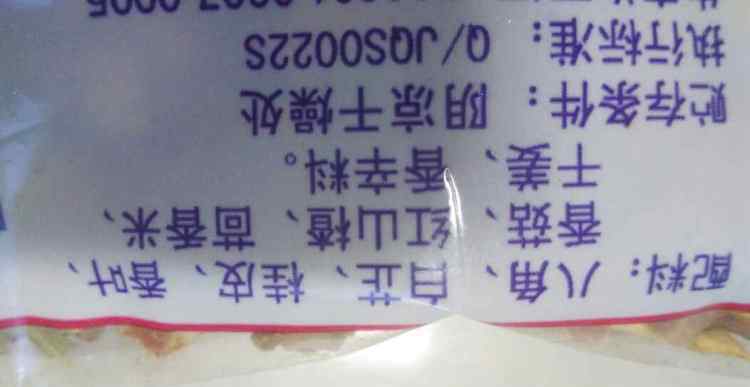 配料：八角、白芷、桂皮、香叶、
香菇、红山楂、茴香米、
干姜、香辛料。
贮存条件：阴凉干燥处
执行标准：Q/JQS0022S